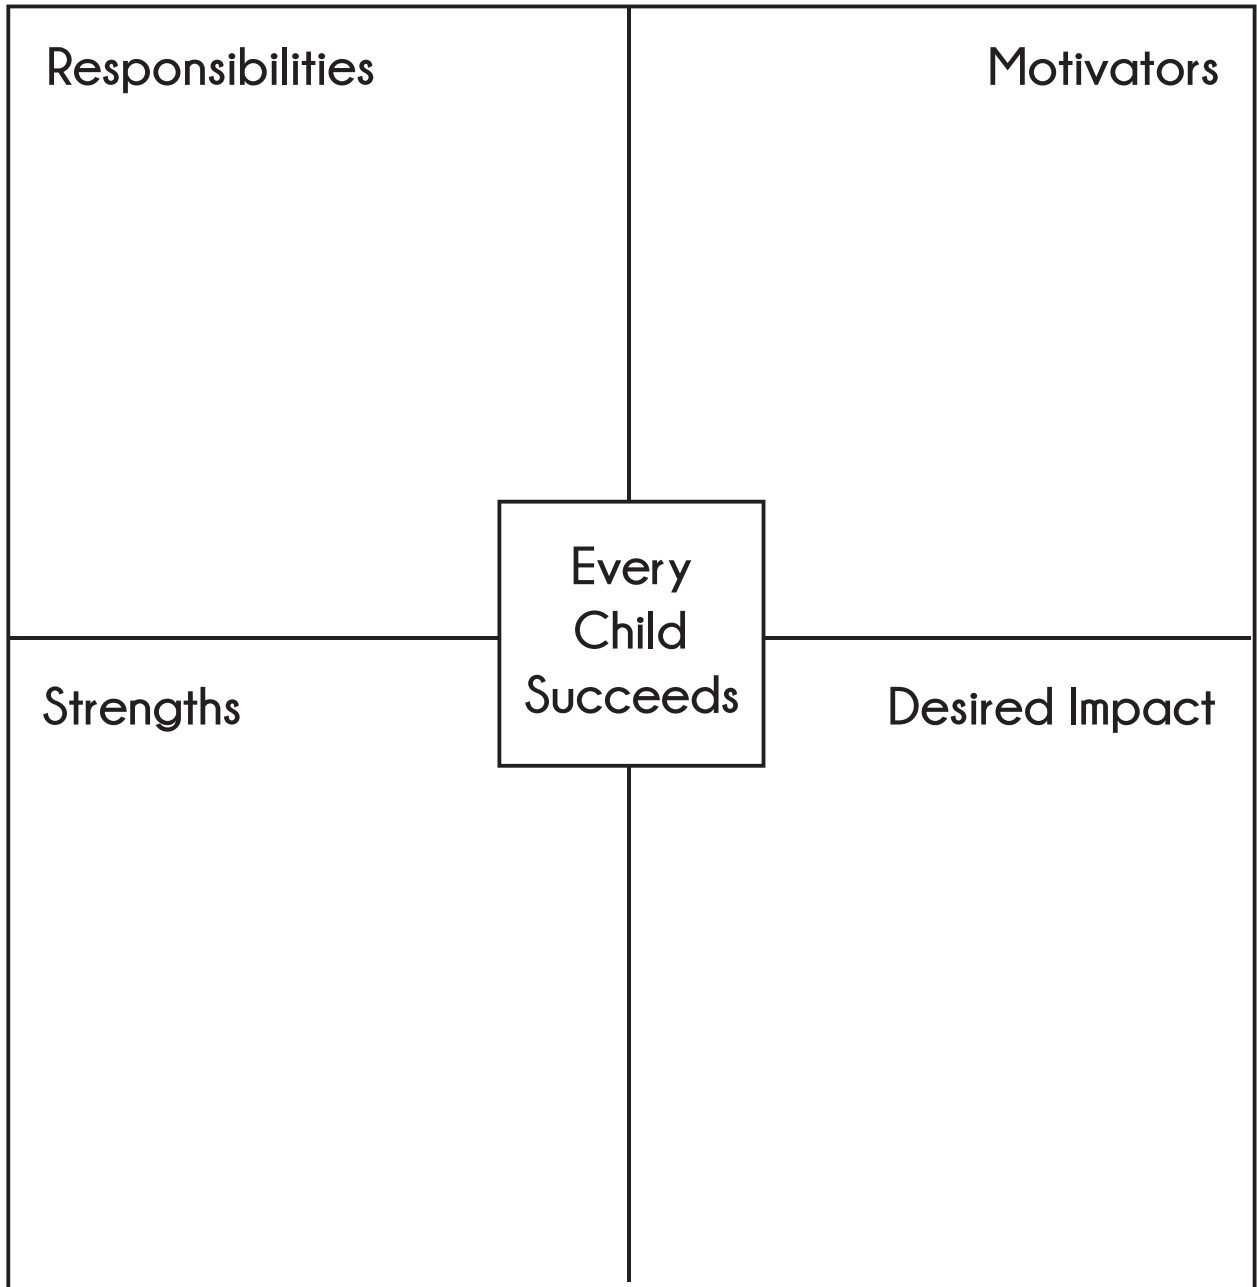 Responsibilities
Motivators
Every
Child
Succeeds
Strengths
Desired Impact